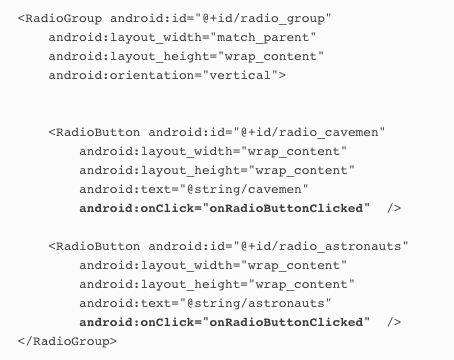 <RadioGroup android:id="@+id/radio_group"
    android:layout_width="match_parent"
    android:layout_height="wrap_content"
    android:orientation="vertical">
    <RadioButton android:id="@+id/radio_cavemen"
        android:layout_width="wrap_content"
        android:layout_height="wrap_content"
        android:text="@string/cavemen"
        android:onClick="onRadioButtonClicked"  />
    <RadioButton android:id="@+id/radio_astronauts"
        android:layout_width="wrap_content"
        android:layout_height="wrap_content"
        android:text="@string/astronauts"
        android:onClick="onRadioButtonClicked"  />
</RadioGroup>